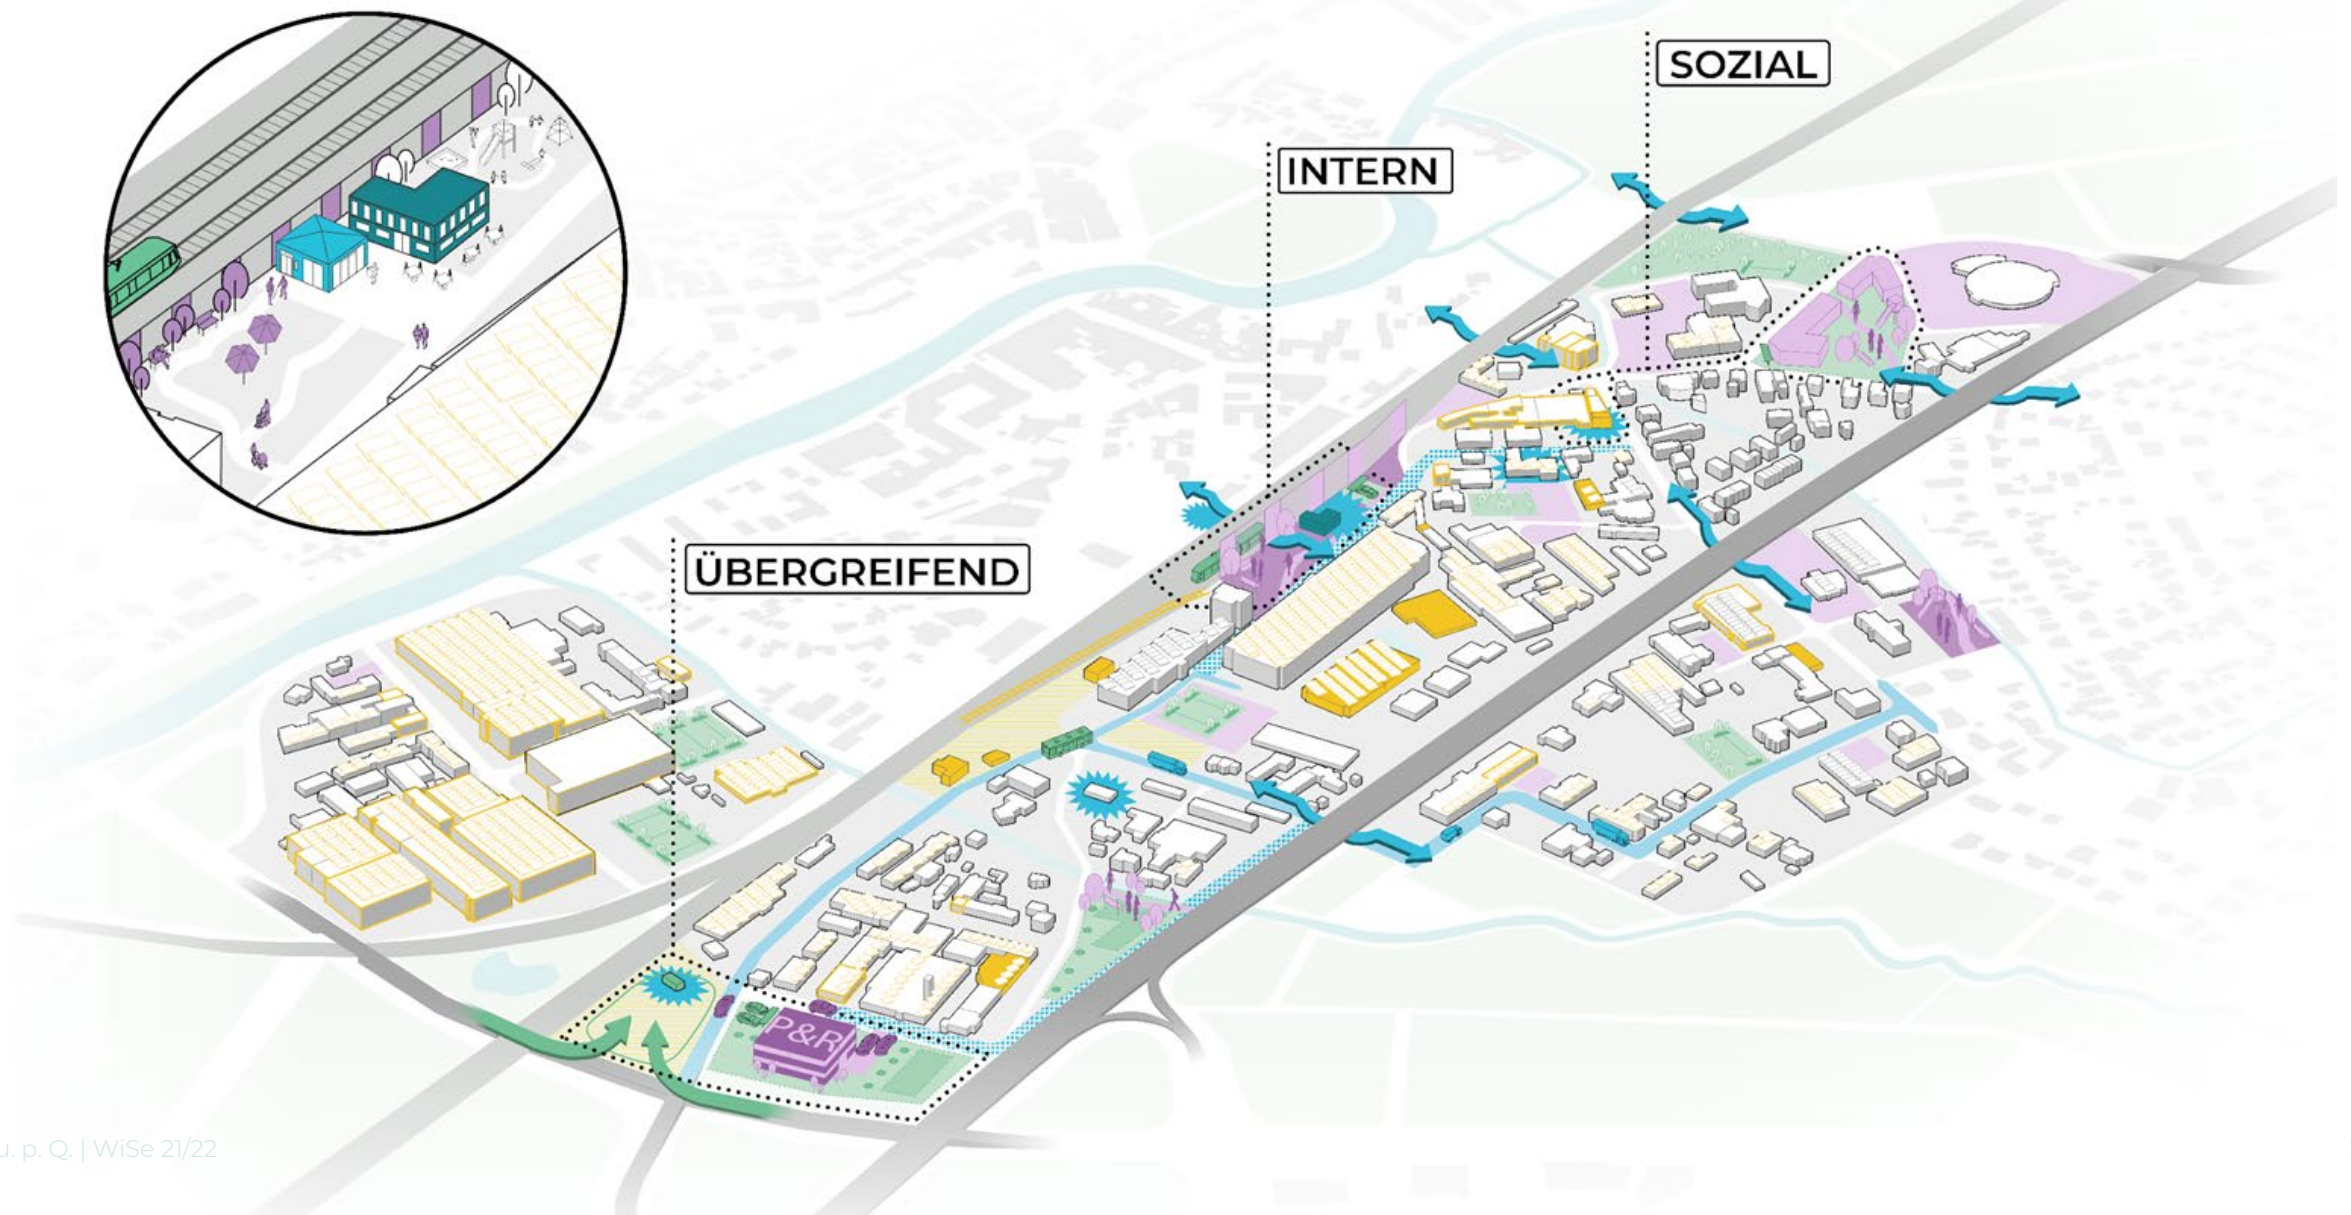 SOZIAL
INTERN
ÜBERGREIFEND
P&R
u. p. Q. | WiSe 21/22